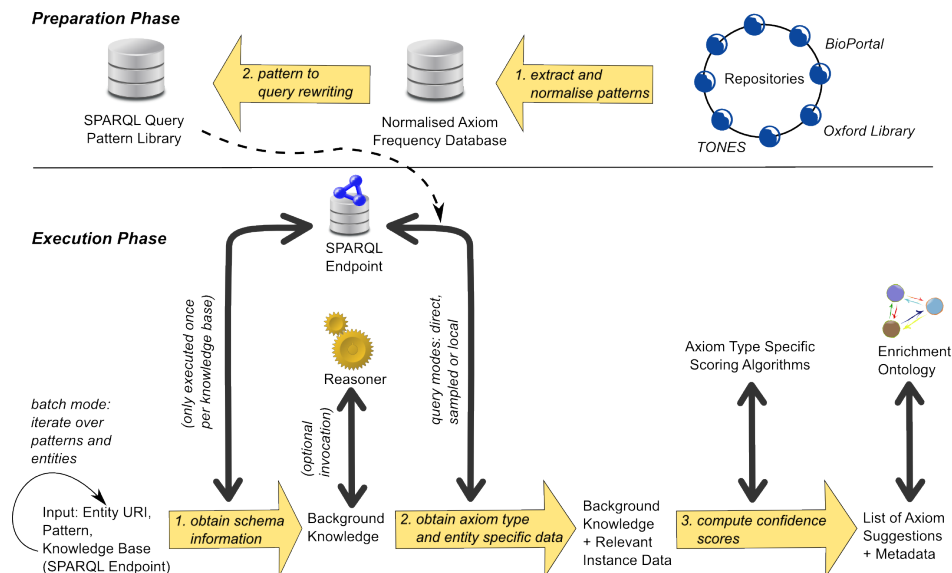 Preparation Phase
BioPortal
Repositories
Oxford Library
TONES
1. extract and
normalise patterns
Normalised Axiom
Frequency Database
2. pattern to
query rewriting
SPARQL Query
Pattern Library
Execution Phase
SPARQL
Endpoint
(only executed once
per knowledge base)
Reasoner
(optional
invocation)
query modes: direct,
sampled or local
Axiom Type Specific
Scoring Algorithms
Enrichment
Ontology
batch mode:
iterate over
patterns and
entities
Input: Entity URI,
Pattern,
Knowledge Base
(SPARQL Endpoint)
1. obtain schema
information
Background
Knowledge
2. obtain axiom type
and entity specific data
Background
Knowledge
+ Relevant
Instance Data
3. compute confidence
scores
List of Axiom
Suggestions
+ Metadata